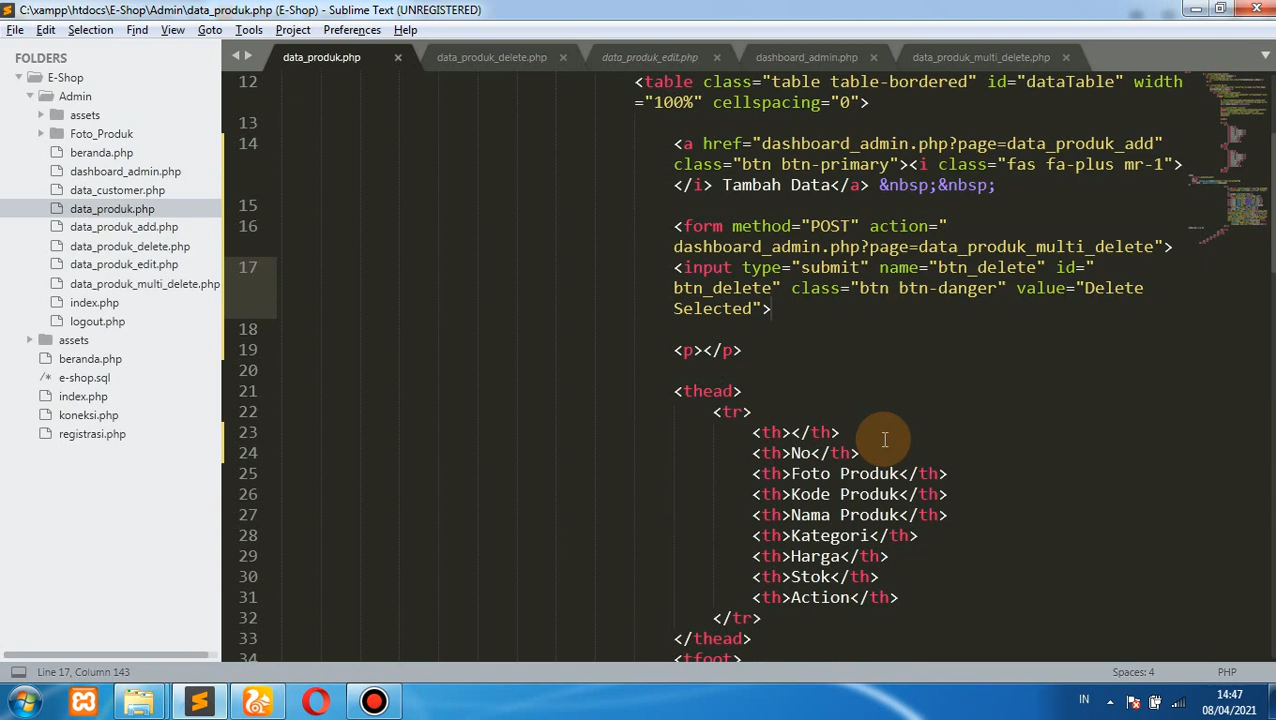 C:\xampp\htdocs\E-Shop\Admin\data_produk.php (E-Shop) - Sublime Text (UNREGISTERED)
File Edit Selection Find View Goto Tools Project Preferences Help
FOLDERS
E-Shop
Admin
assets
Foto_Produk
beranda.php
dashboard_admin.php
data_customer.php
data_produk.php
data_produk_add.php
data_produk_delete.php
data_produk_edit.php
data_produk_multi_delete.php
index.php
logout.php
assets
beranda.php
/* e-shop.sql
index.php
koneksi.php
registrasi.php
data_produk.php × data_produk_delete.php × data_produk_edit.php × dashboard_admin.php × data_produk_multi_delete.php ×
12 <table class="table table-bordered" id="dataTable" width
="100%" cellspacing="0">
13
14 <a href="dashboard_admin.php?page=data_produk_add"
class="btn btn-primary"><i class="fas fa-plus mr-1">
</i> Tambah Data</a> &nbsp;&nbsp;
15
16 <form method="POST" action="
dashboard_admin.php?page=data_produk_multi_delete">
17 <input type="submit" name="btn_delete" id="
btn_delete" class="btn btn-danger" value="Delete
Selected">
18
19 <p></p>
20
21 <thead>
22 <tr>
23 <th></th>
24 <th>No</th>
25 <th>Foto Produk</th>
26 <th>Kode Produk</th>
27 <th>Nama Produk</th>
28 <th>Kategori</th>
29 <th>Harga</th>
30 <th>Stok</th>
31 <th>Action</th>
32 </tr>
33 </thead>
34 <tfoot>
Line 17, Column 143 Spaces: 4 PHP
IN 14:47
08/04/2021